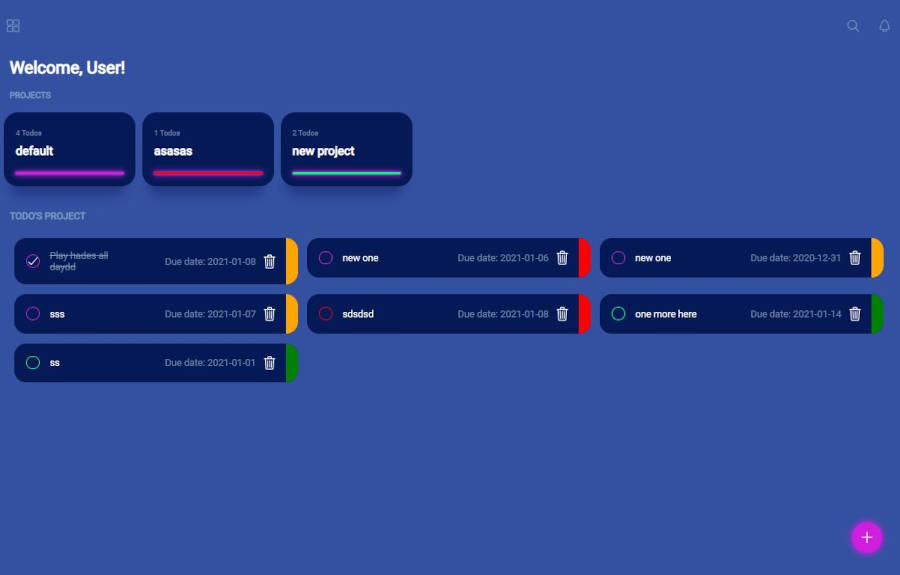 Welcome, User!
PROJECTS
4 Todos
default
1 Todos
asasas
2 Todos
new project
TODO'S PROJECT
Play hades all
daydd
Due date: 2021-01-08
new one
Due date: 2021-01-06
new one
Due date: 2020-12-31
sss
Due date: 2021-01-07
sdsdsd
Due date: 2021-01-08
one more here
Due date: 2021-01-14
ss
Due date: 2021-01-01